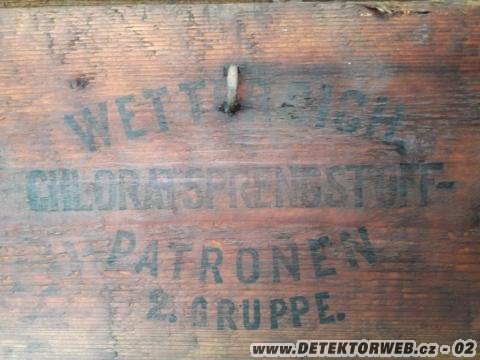 CHLORATSPRENGSTOFF-
PATRONEN
2. GRUPPE.
www.DETEKTORWEB.cz - 02